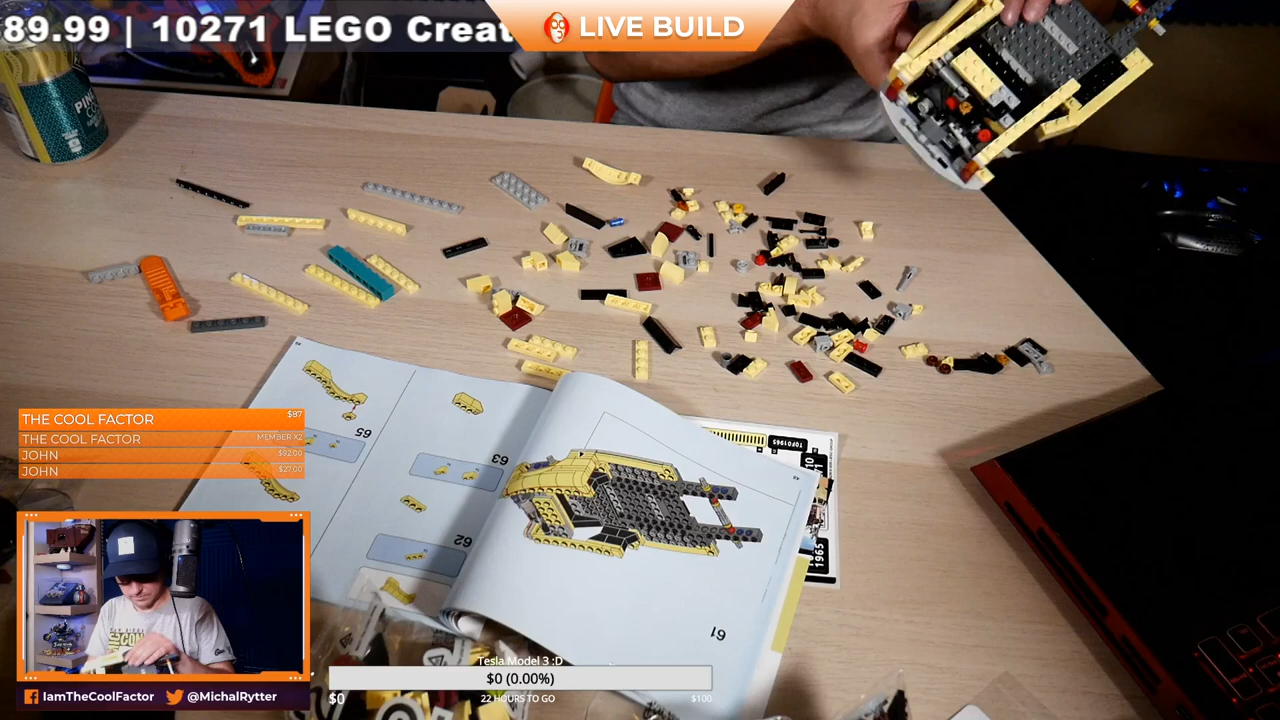 89.99 | 10271 LEGO Creat
LIVE BUILD
65
63
62
61
TQF01965
1965
THE COOL FACTOR $87
THE COOL FACTOR MEMBER X2
JOHN $92.00
JOHN $27.00
Tesla Model 3 :D
$0 (0.00%)
$0 22 HOURS TO GO $100
IamTheCoolFactor @MichalRytter